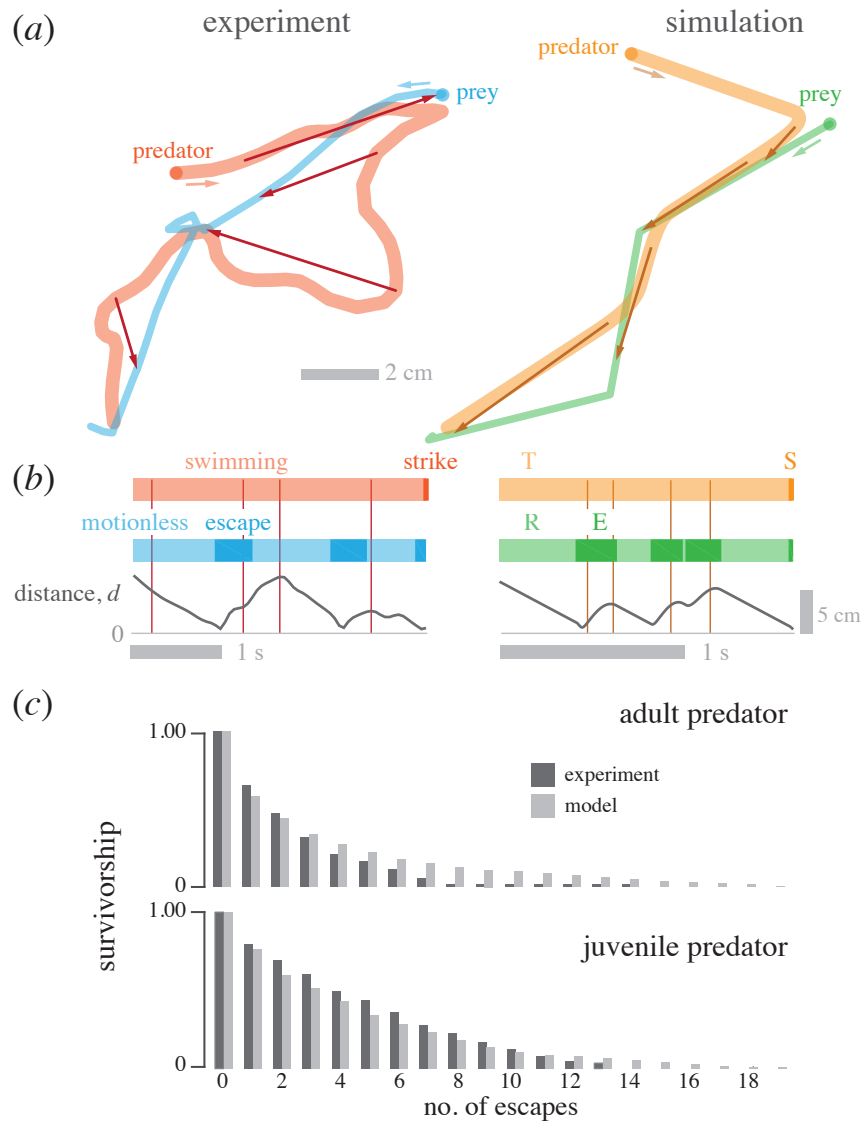 (a)
experiment
simulation
predator
prey
predator
prey
2 cm
(b)
swimming
strike
T
S
motionless
escape
R
E
distance, d
0
5 cm
1 s
1 s
(c)
adult predator
1.00
experiment
model
0
survivorship
juvenile predator
1.00
0
0 2 4 6 8 10 12 14 16 18
no. of escapes